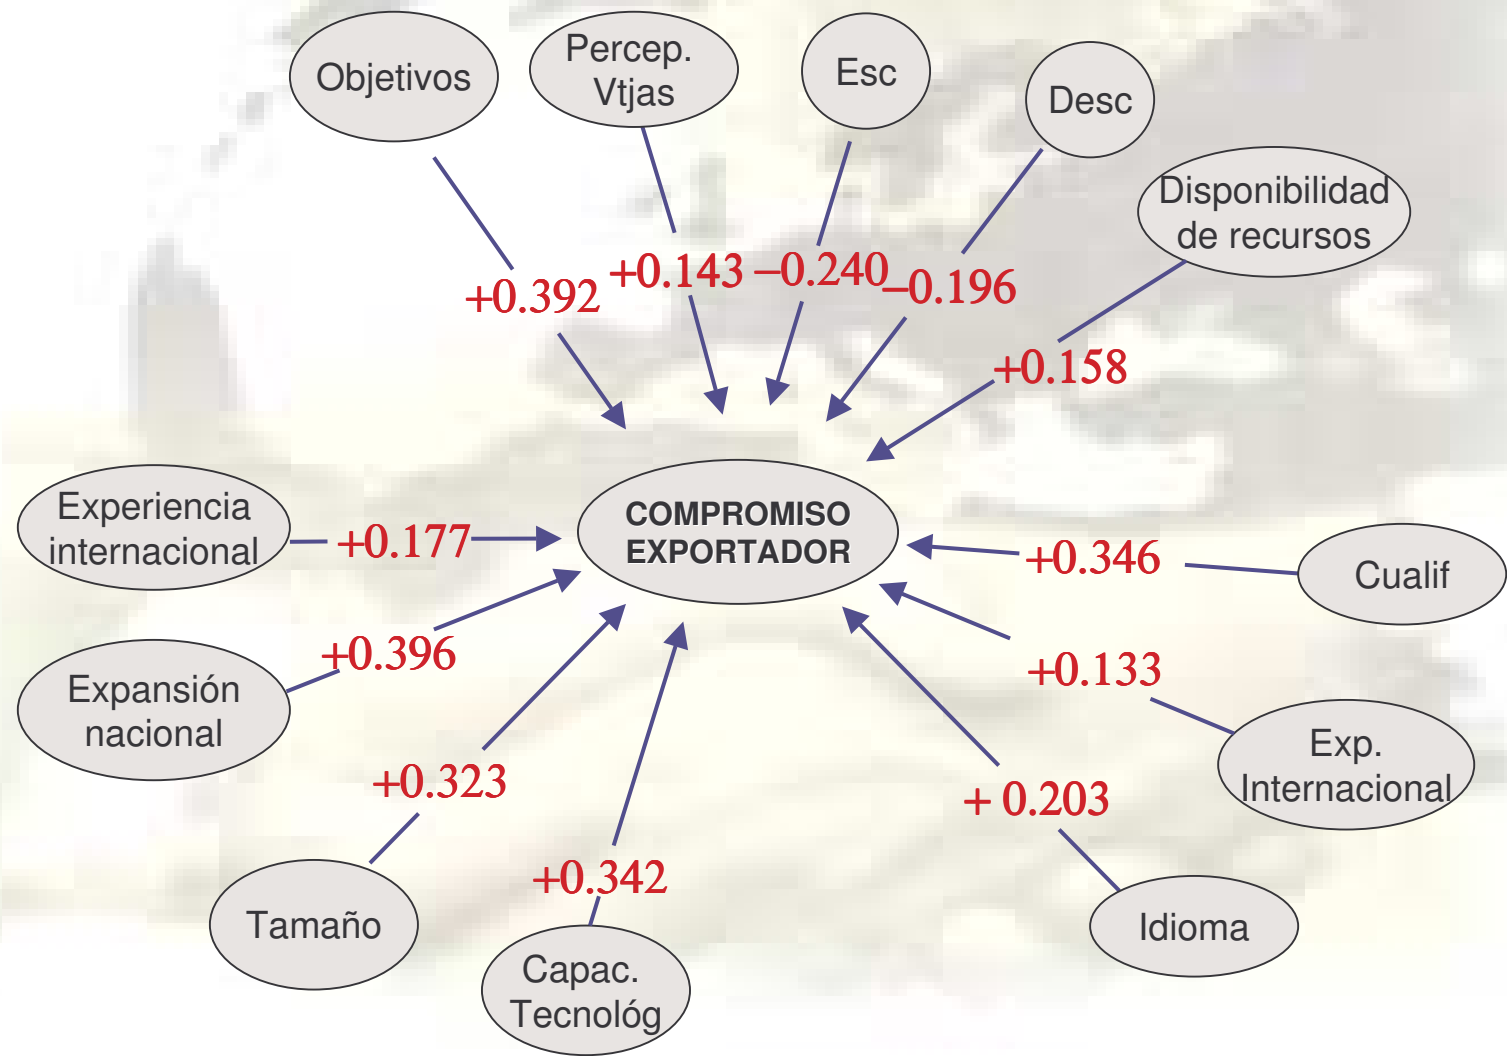 Objetivos
Percep.
Vtjas
Esc
Desc
Disponibilidad
de recursos
+0.392
+0.143
–0.240
–0.196
+0.158
Experiencia
internacional
+0.177
COMPROMISO
EXPORTADOR
+0.346
Cualif
Expansión
nacional
+0.396
+0.133
Exp.
Internacional
+0.323
+ 0.203
Tamaño
+0.342
Idioma
Capac.
Tecnológ